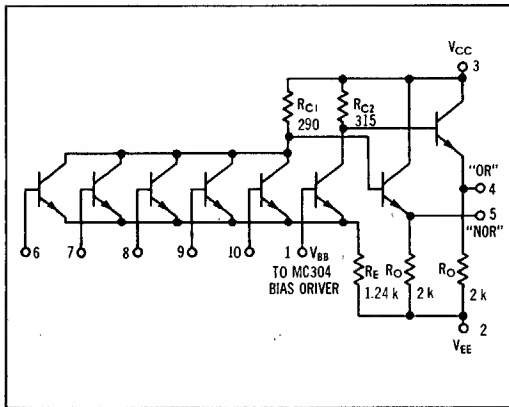 VCC
3
RC1
290
RC2
315
"OR"
4
5
"NOR"
6
7
8
9
10
1
VBB
TO MC304
BIAS DRIVER
RE
1.24 k
RO
2 k
RO
2 k
2
VEE